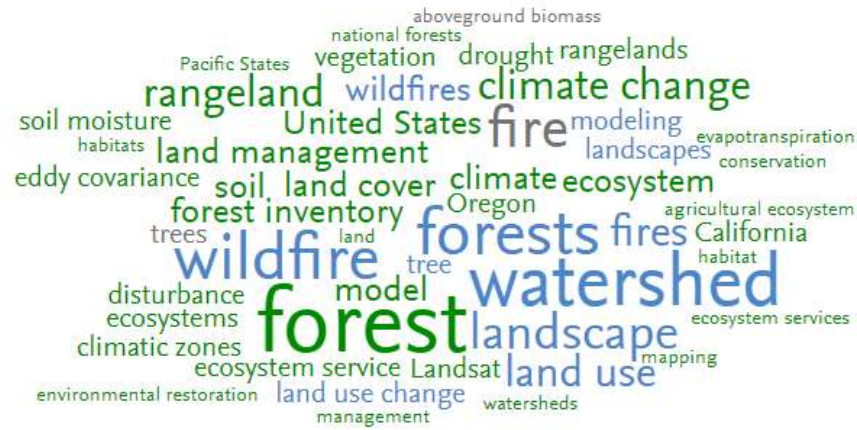 aboveground biomass
national forests
Pacific States vegetation drought rangelands
rangeland wildfires climate change
soil moisture United States fire modeling
habitats land management landscapes evapotranspiration
conservation
eddy covariance soil land cover climate ecosystem
forest inventory Oregon agricultural ecosystem
trees land forests fires California
wildfire tree watershed habitat
disturbance model
ecosystems forest landscape ecosystem services
climatic zones mapping
ecosystem service Landsat land use
environmental restoration land use change watersheds
management